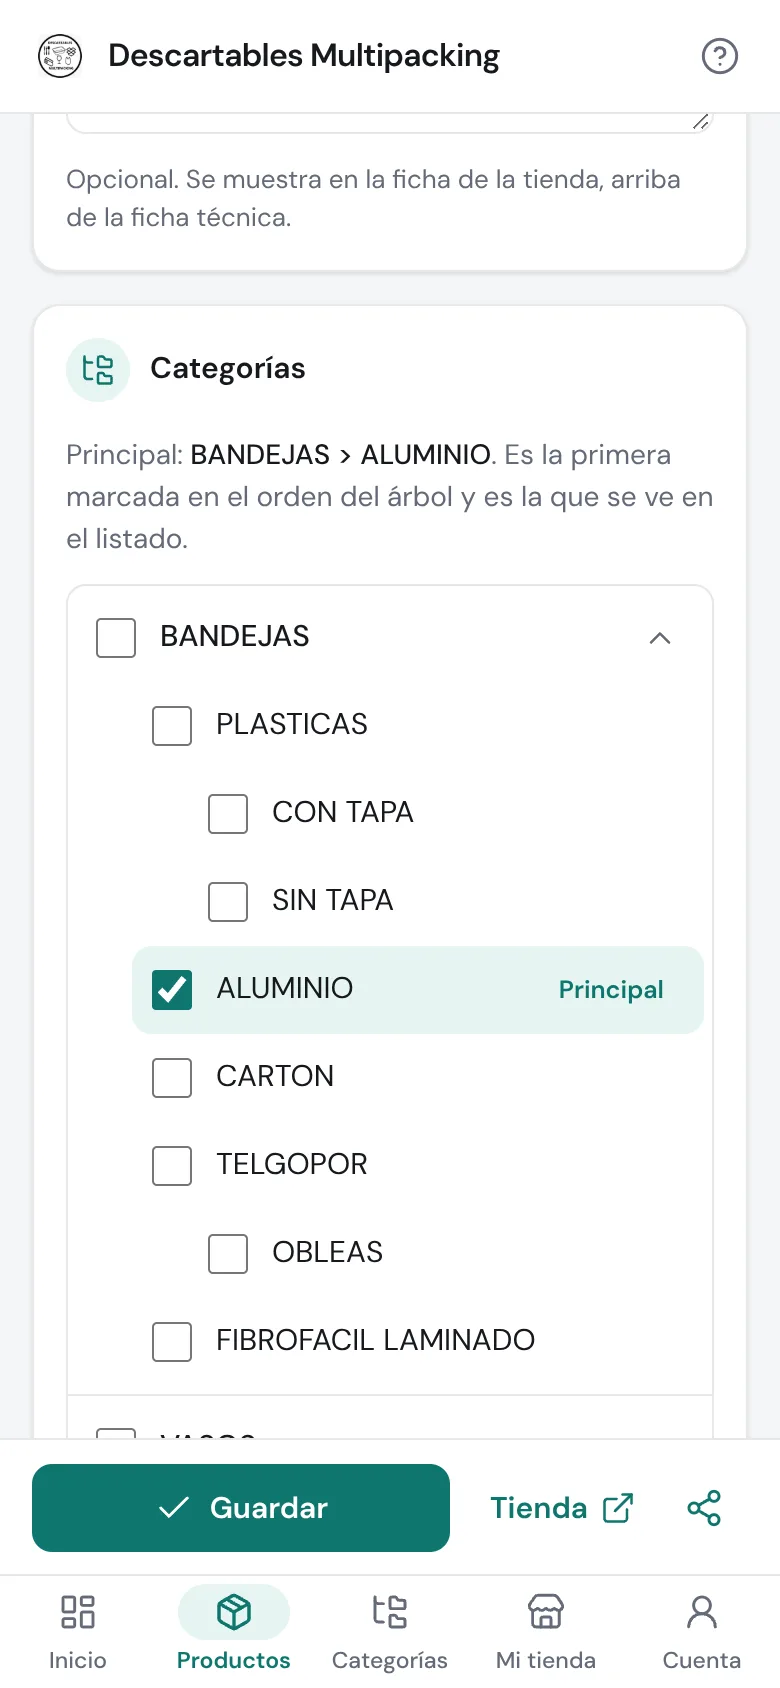 Descartables Multipacking
Opcional. Se muestra en la ficha de la tienda, arriba
de la ficha técnica.
Categorías
Principal: BANDEJAS > ALUMINIO. Es la primera
marcada en el orden del árbol y es la que se ve en
el listado.
BANDEJAS
PLASTICAS
CON TAPA
SIN TAPA
ALUMINIO Principal
CARTON
TELGOPOR
OBLEAS
FIBROFACIL LAMINADO
Guardar Tienda
Inicio Productos Categorías Mi tienda Cuenta